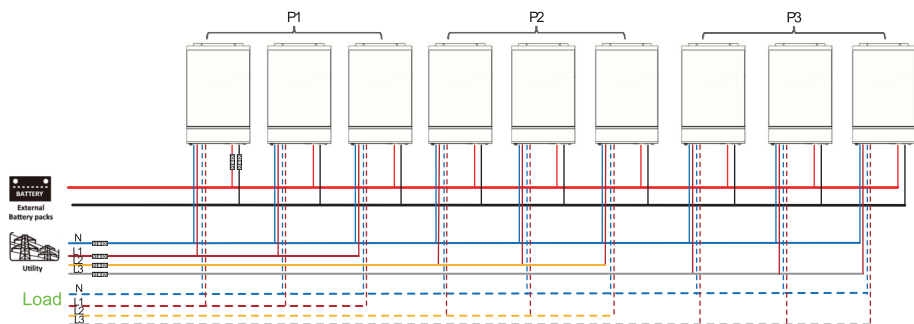 P1 P2 P3
BATTERY
External
Battery packs
N
L1
L2
L3
Utility
Load
N
L1
L2
L3